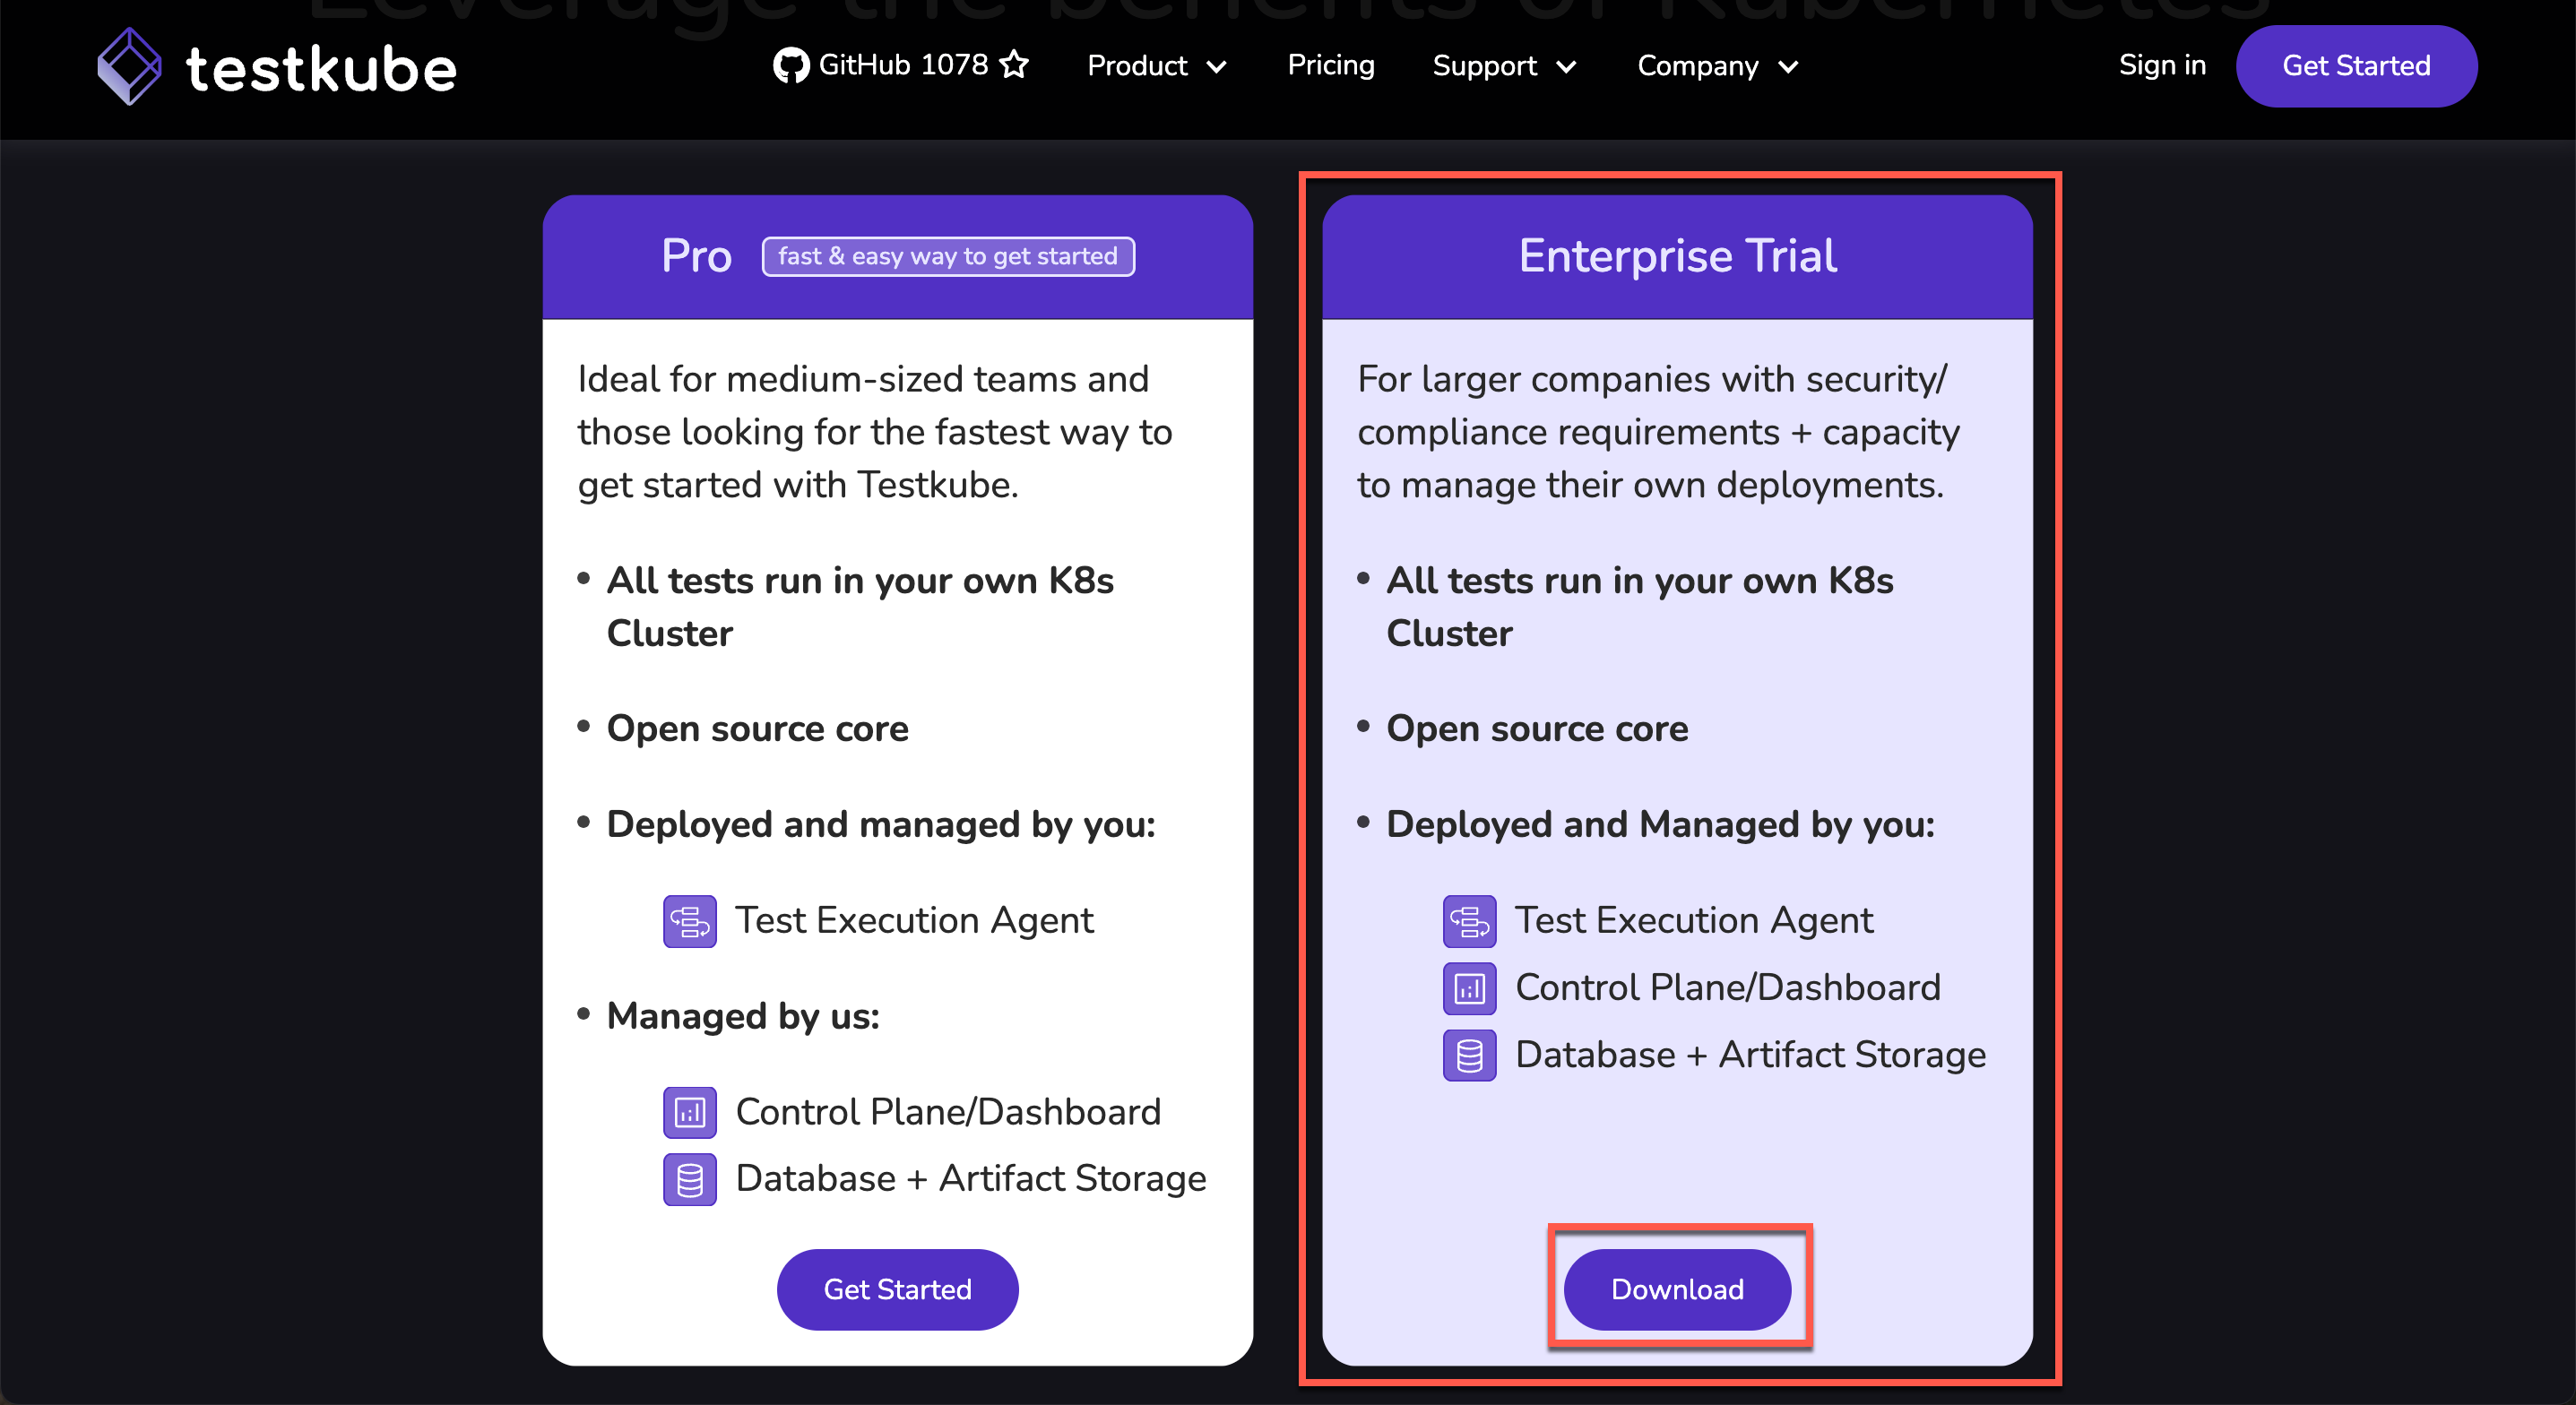 Leverage the benefits of Kubernetes
testkube
GitHub 1078
Product
Pricing
Support
Company
Sign in
Get Started
Pro
fast & easy way to get started
Ideal for medium-sized teams and
those looking for the fastest way to
get started with Testkube.
• All tests run in your own K8s
Cluster
• Open source core
• Deployed and managed by you:
Test Execution Agent
• Managed by us:
Control Plane/Dashboard
Database + Artifact Storage
Get Started
Enterprise Trial
For larger companies with security/
compliance requirements + capacity
to manage their own deployments.
• All tests run in your own K8s
Cluster
• Open source core
• Deployed and Managed by you:
Test Execution Agent
Control Plane/Dashboard
Database + Artifact Storage
Download